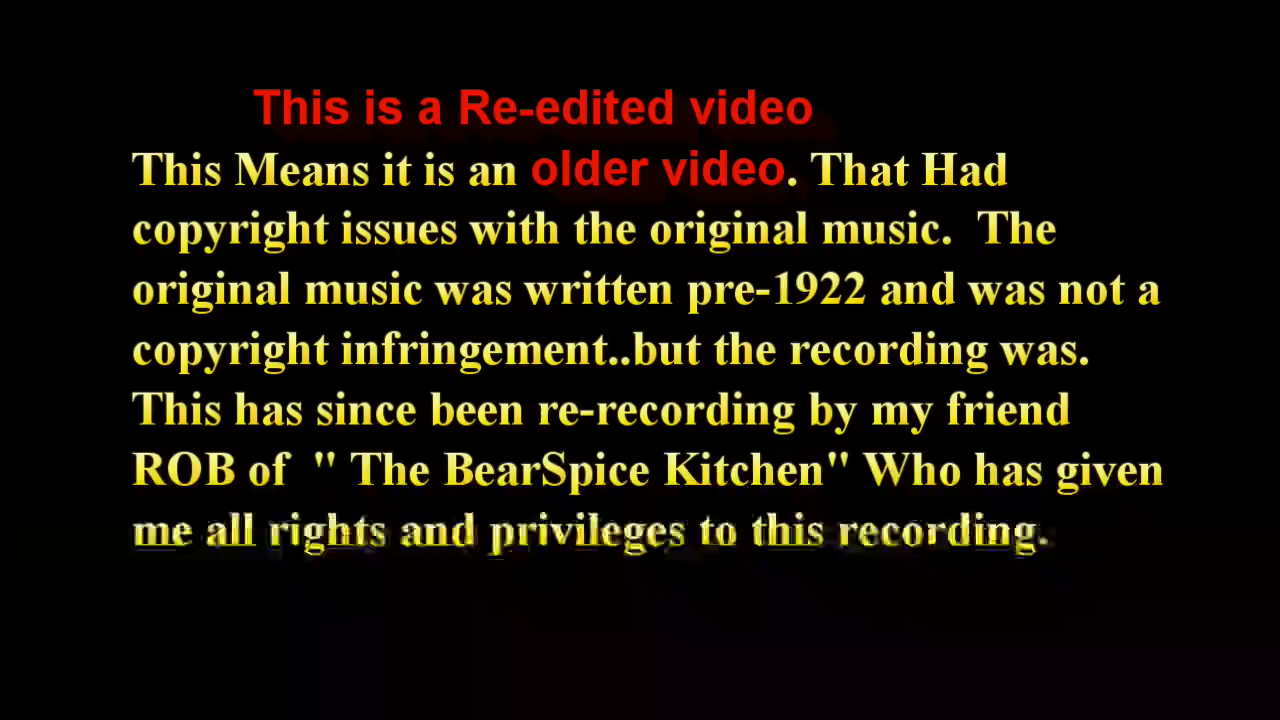 This is a Re-edited video
This Means it is an older video. That Had
copyright issues with the original music. The
original music was written pre-1922 and was not a
copyright infringement..but the recording was.
This has since been re-recording by my friend
ROB of " The BearSpice Kitchen" Who has given
me all rights and privileges to this recording.